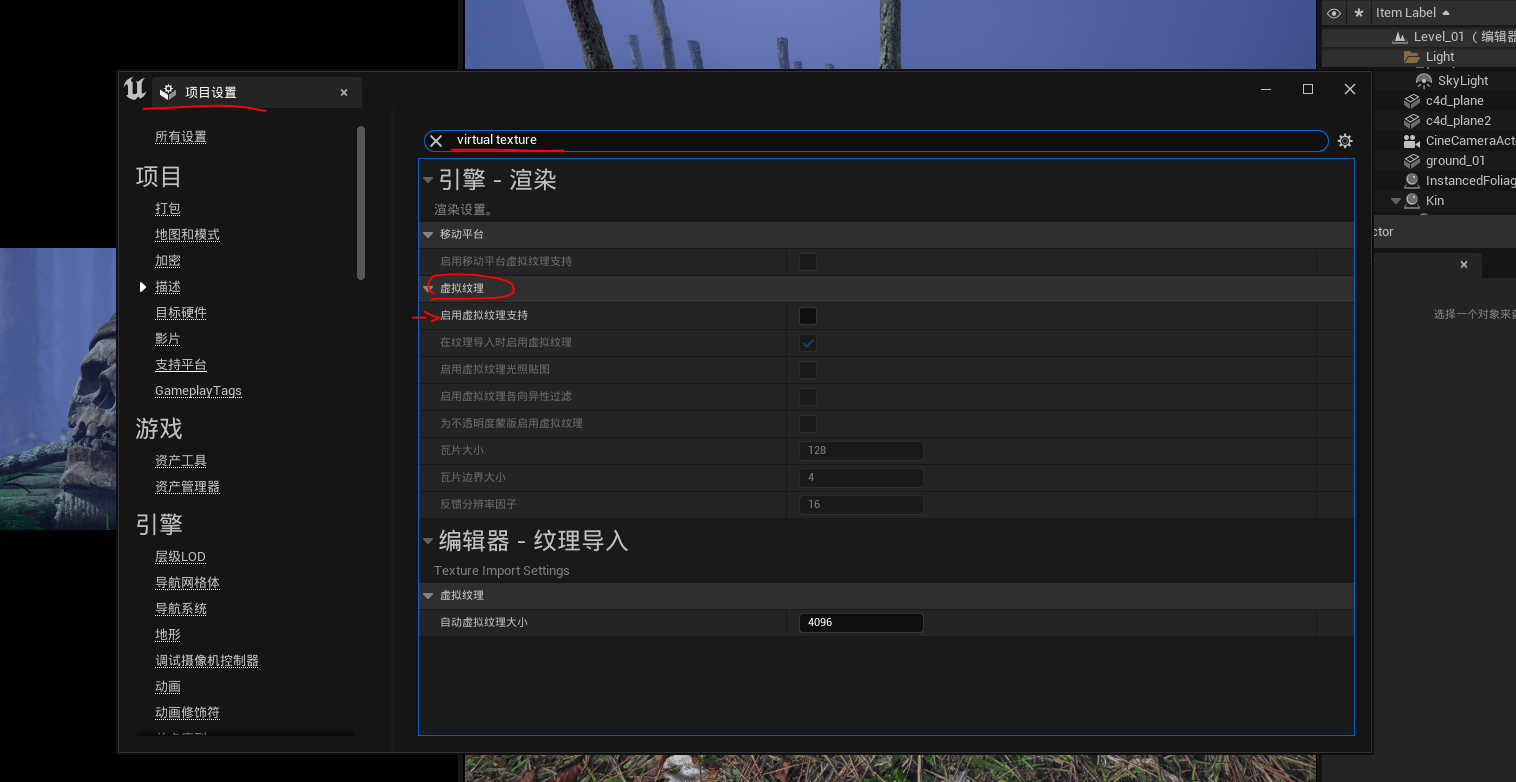 Item Label
Level_01 （ 编辑器
Light
SkyLight
c4d_plane
c4d_plane2
CineCameraActo
ground_01
InstancedFoliag
Kin
ctor
选择一个对象来查
项目设置
所有设置
项目
打包
地图和模式
加密
描述
目标硬件
影片
支持平台
GameplayTags
游戏
资产工具
资产管理器
引擎
层级LOD
导航网格体
导航系统
地形
调试摄像机控制器
动画
动画修饰符
virtual texture
引擎 - 渲染
渲染设置。
移动平台
启用移动平台虚拟纹理支持
虚拟纹理
启用虚拟纹理支持
在纹理导入时启用虚拟纹理
启用虚拟纹理光照贴图
启用虚拟纹理各向异性过滤
为不透明度蒙版启用虚拟纹理
瓦片大小 128
瓦片边界大小 4
反馈分辨率因子 16
编辑器 - 纹理导入
Texture Import Settings
虚拟纹理
自动虚拟纹理大小 4096